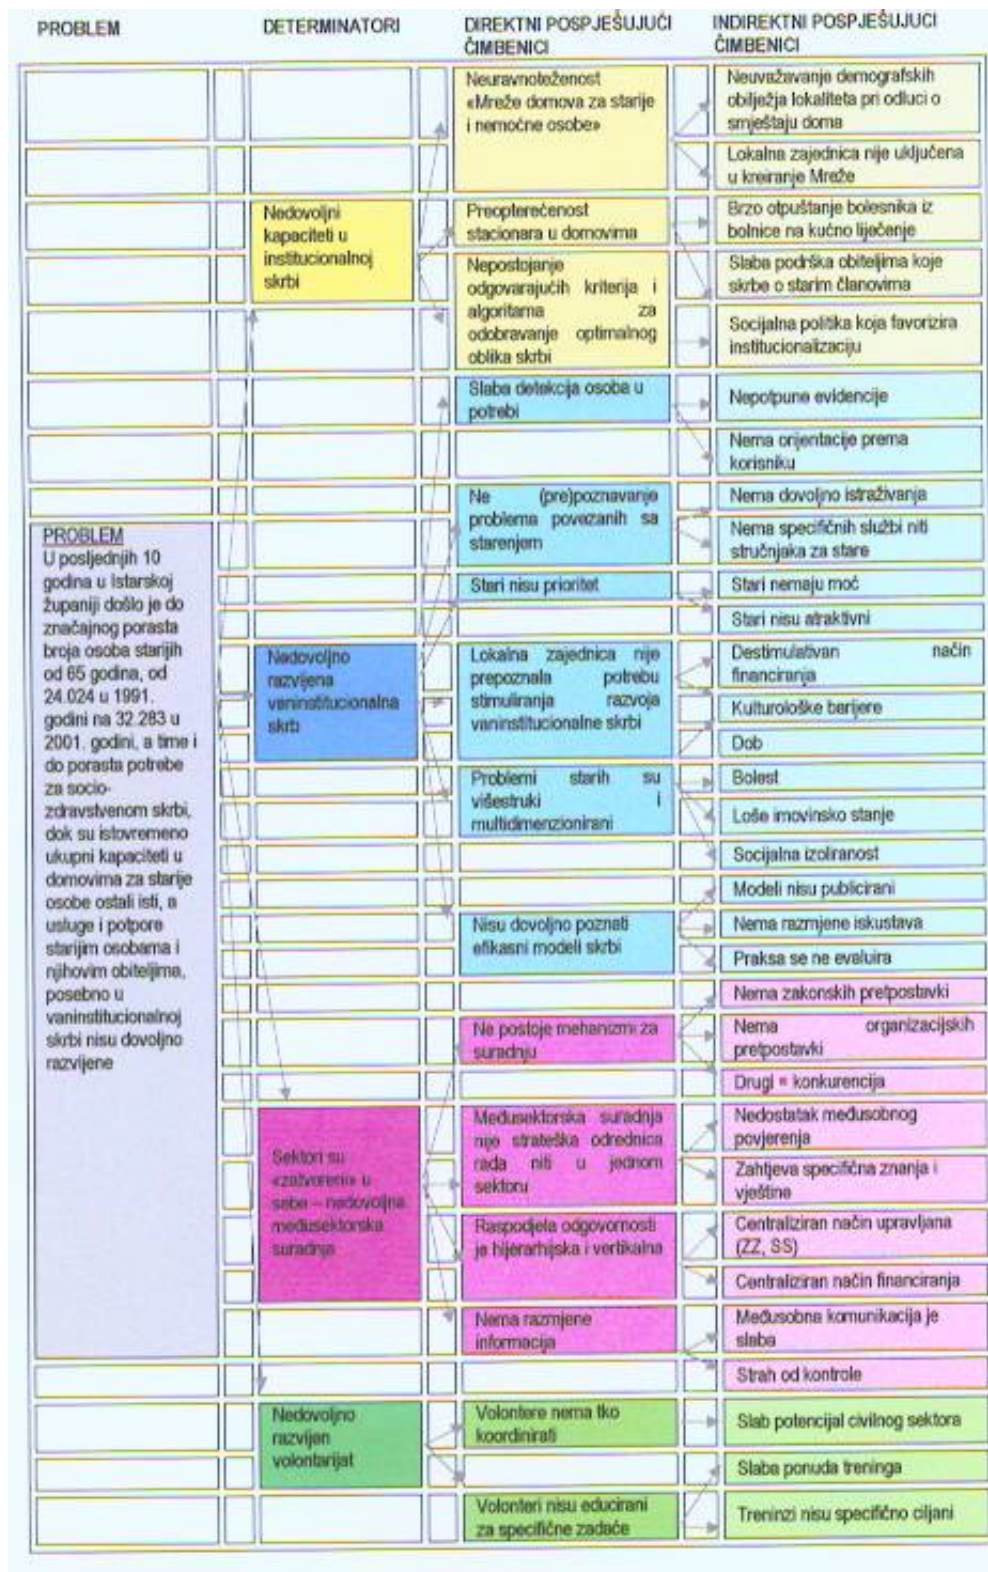 PROBLEM
DETERMINATORI
DIREKTNI POSPJEŠUJUĆI
ČIMBENICI
INDIREKTNI POSPJEŠUJUĆI
ČIMBENICI
PROBLEM
U posljednjih 10
godina u Istarskoj
županiji došlo je do
značajnog porasta
broja osoba starijih
od 65 godina, od
24.024 u 1991.
godini na 32.283 u
2001. godini, a time i
do porasta potrebe
za socio-
zdravstvenom skrbi,
dok su istovremeno
ukupni kapaciteti u
domovima za starije
osobe ostali isti, a
usluge i potpore
starijim osobama i
njihovim obiteljima,
posebno u
vaninstitucionalnoj
skrbi nisu dovoljno
razvijene
Nedovoljni
kapaciteti u
institucionalnoj
skrbi
Neuravnoteženost
«Mreže domova za starije
i nemoćne osobe»
Neuvažavanje demografskih
obilježja lokaliteta pri odluci o
smještaju doma
Lokalna zajednica nije uključena
u kreiranje Mreže
Preopterećenost
stacionara u domovima
Brzo otpuštanje bolesnika iz
bolnice na kućno liječenje
Nepostojanje
odgovarajućih kriterija i
algoritama za
odobravanje optimalnog
oblika skrbi
Slaba podrška obiteljima koje
skrbe o starim članovima
Socijalna politika koja favorizira
institucionalizaciju
Nedovoljno
razvijena
vaninstitucionalna
skrb
Slaba detekcija osoba u
potrebi
Nepotpune evidencije
Nema orijentacije prema
korisniku
Ne (pre)poznavanje
problema povezanih sa
starenjem
Nema dovoljno istraživanja
Nema specifičnih službi niti
stručnjaka za stare
Stari nisu prioritet
Stari nemaju moć
Stari nisu atraktivni
Lokalna zajednica nije
prepoznala potrebu
stimuliranja razvoja
vaninstitucionalne skrbi
Destimulativan način
financiranja
Kulturološke barijere
Dob
Problemi starih su
višestruki i
multidimenzionirani
Bolest
Loše imovinsko stanje
Socijalna izoliranost
Nisu dovoljno poznati
efikasni modeli skrbi
Modeli nisu publicirani
Nema razmjene iskustava
Praksa se ne evaluira
Sektori su
«zatvoreni» u
sebe – nedovoljna
međusektorska
suradnja
Ne postoje mehanizmi za
suradnju
Nema zakonskih pretpostavki
Nema organizacijskih
pretpostavki
Drugi = konkurencija
Međusektorska suradnja
nije strateška odrednica
rada niti u jednom
sektoru
Nedostatak međusobnog
povjerenja
Zahtjeva specifična znanja i
vještine
Raspodjela odgovornosti
je hijerarhijska i vertikalna
Centraliziran način upravljana
(ZZ, SS)
Centraliziran način financiranja
Nema razmjene
informacija
Međusobna komunikacija je
slaba
Strah od kontrole
Nedovoljno
razvijen
volontarijat
Volontere nema tko
koordinirati
Slab potencijal civilnog sektora
Volonteri nisu educirani
za specifične zadaće
Slaba ponuda treninga
Treninzi nisu specifično ciljani